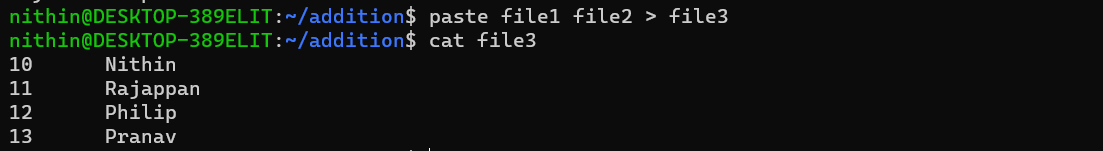 nithin@DESKTOP-389ELIT:~/addition$ paste file1 file2 > file3
nithin@DESKTOP-389ELIT:~/addition$ cat file3
10      Nithin
11      Rajappan
12      Philip
13      Pranav